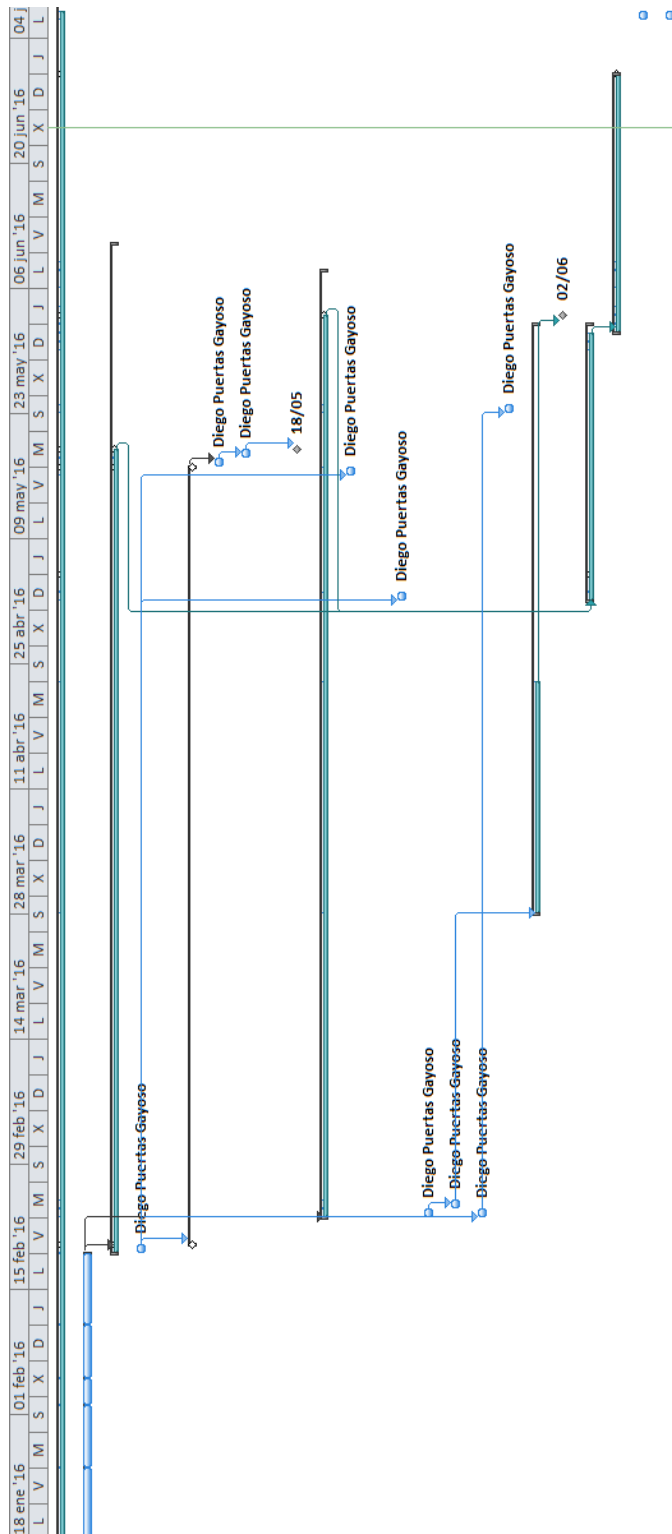 18 ene '16 01 feb '16 15 feb '16 29 feb '16 14 mar '16 28 mar '16 11 abr '16 25 abr '16 09 may '16 23 may '16 06 jun '16 20 jun '16 04 j
L V M S X D J L V M S X D J L V M S X D J L V M S X D J L V M S X D J L V M S X D J L
Diego Puertas Gayoso
Diego Puertas Gayoso
Diego Puertas Gayoso
18/05
Diego Puertas Gayoso
Diego Puertas Gayoso
Diego Puertas Gayoso
Diego Puertas Gayoso
Diego Puertas Gayoso
Diego Puertas Gayoso
02/06